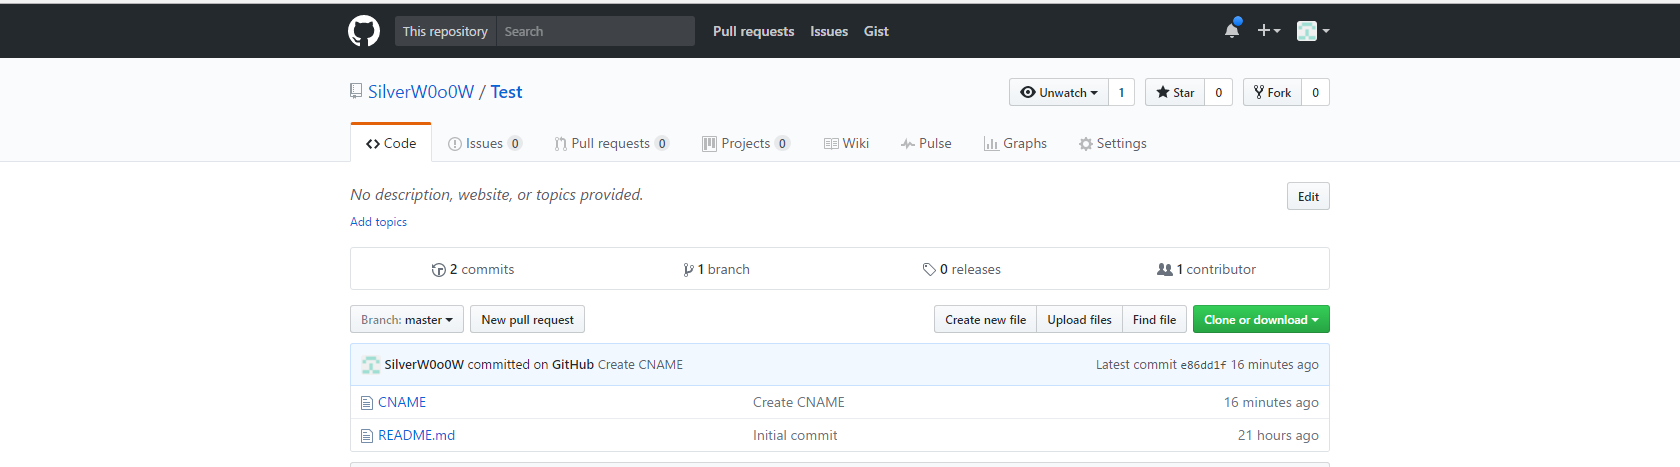 This repository Search Pull requests Issues Gist
SilverW0o0W / Test Unwatch 1 Star 0 Fork 0
Code Issues 0 Pull requests 0 Projects 0 Wiki Pulse Graphs Settings
No description, website, or topics provided. Edit
Add topics
2 commits 1 branch 0 releases 1 contributor
Branch: master New pull request Create new file Upload files Find file Clone or download
SilverW0o0W committed on GitHub Create CNAME Latest commit e86dd1f 16 minutes ago
CNAME Create CNAME 16 minutes ago
README.md Initial commit 21 hours ago